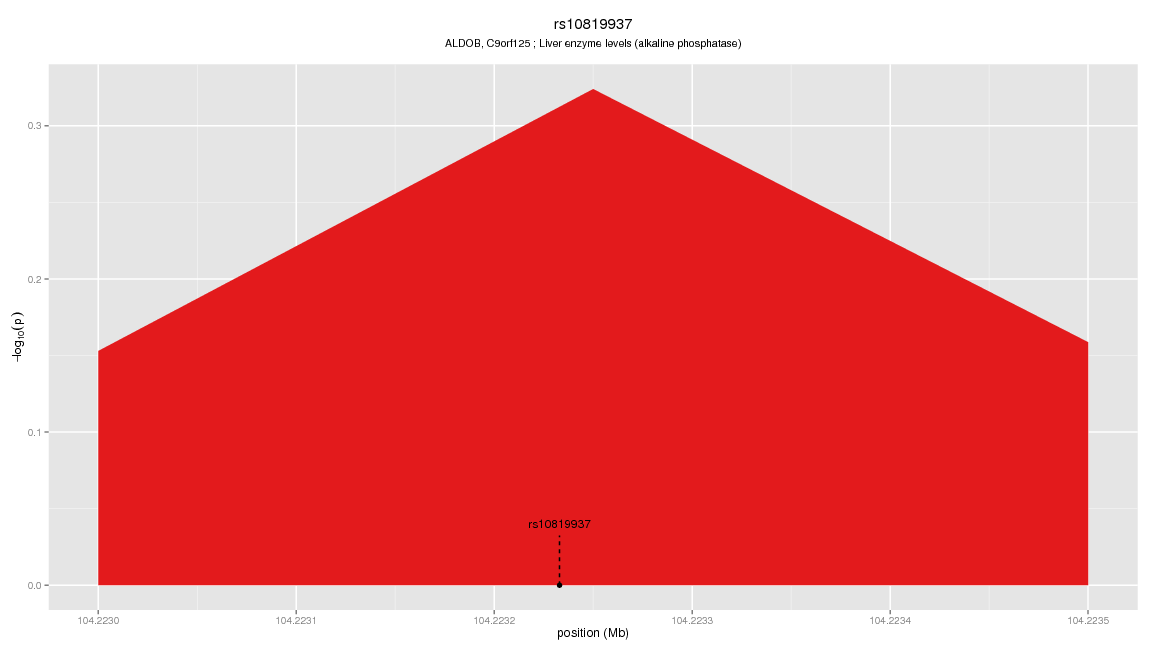 rs10819937
ALDOB, C9orf125 ; Liver enzyme levels (alkaline phosphatase)
−log10(p)
0.3
0.2
0.1
0.0
rs10819937
104.2230 104.2231 104.2232 104.2233 104.2234 104.2235
position (Mb)